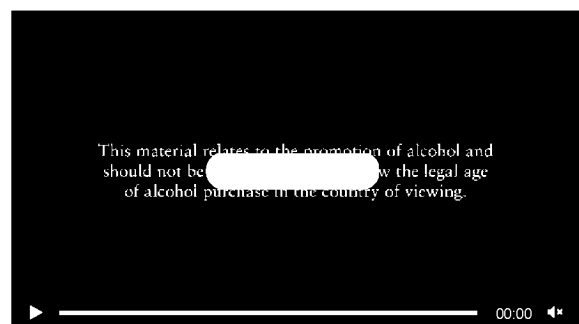 This material relates to the promotion of alcohol and
should not be the legal age
of alcohol purchase in the country of viewing.
00:00